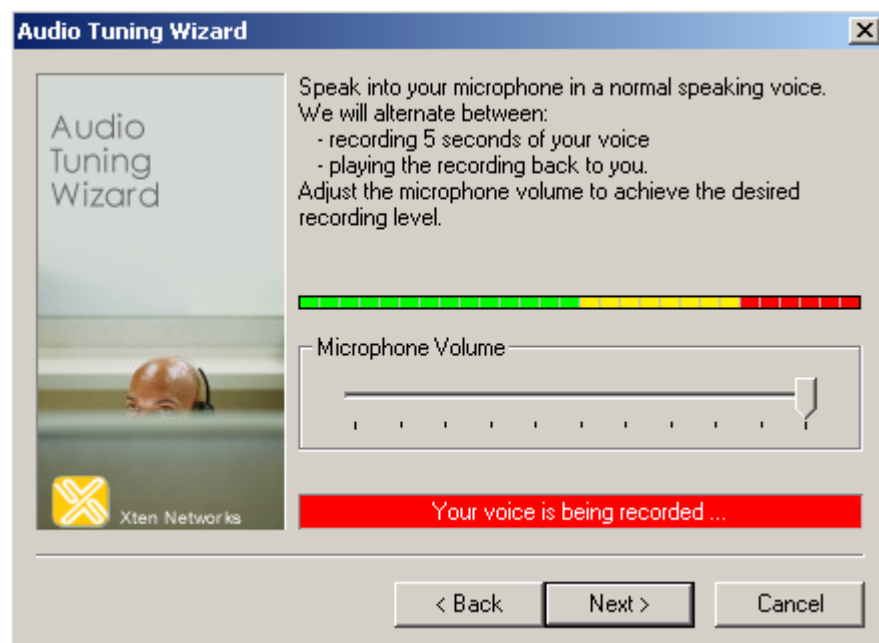 Audio Tuning Wizard
Audio
Tuning
Wizard
Xten Networks
Speak into your microphone in a normal speaking voice.
We will alternate between:
- recording 5 seconds of your voice
- playing the recording back to you.
Adjust the microphone volume to achieve the desired
recording level.
Microphone Volume
Your voice is being recorded ...
< Back
Next >
Cancel